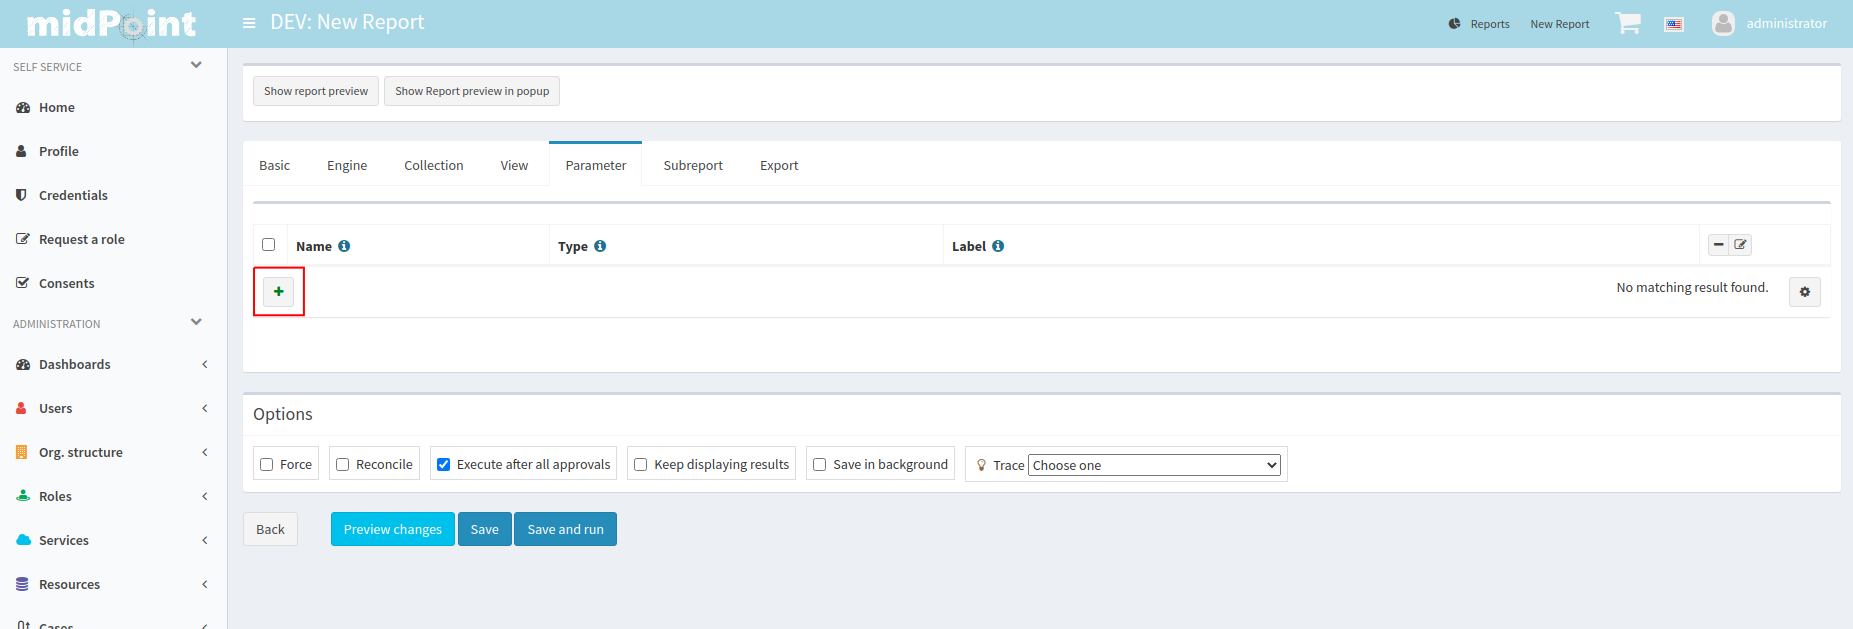 midPoint
DEV: New Report
Reports
New Report
administrator
SELF SERVICE
Home
Profile
Credentials
Request a role
Consents
ADMINISTRATION
Dashboards
Users
Org. structure
Roles
Services
Resources
Cases
Show report preview
Show Report preview in popup
Basic
Engine
Collection
View
Parameter
Subreport
Export
Name
Type
Label
No matching result found.
Options
Force
Reconcile
Execute after all approvals
Keep displaying results
Save in background
Trace
Choose one
Back
Preview changes
Save
Save and run